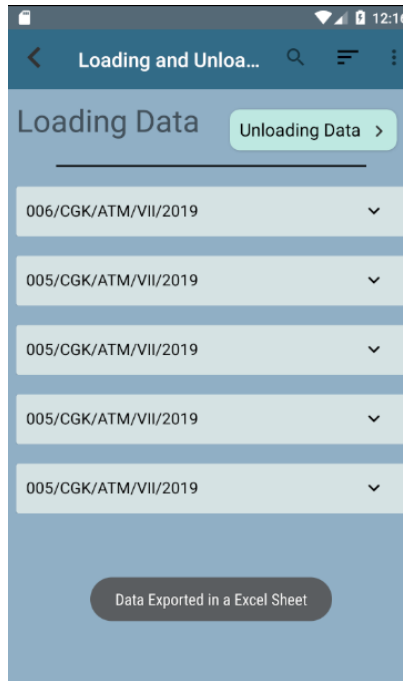 12:16
Loading and Unloa...
Loading Data
Unloading Data
006/CGK/ATM/VII/2019
005/CGK/ATM/VII/2019
005/CGK/ATM/VII/2019
005/CGK/ATM/VII/2019
005/CGK/ATM/VII/2019
Data Exported in a Excel Sheet